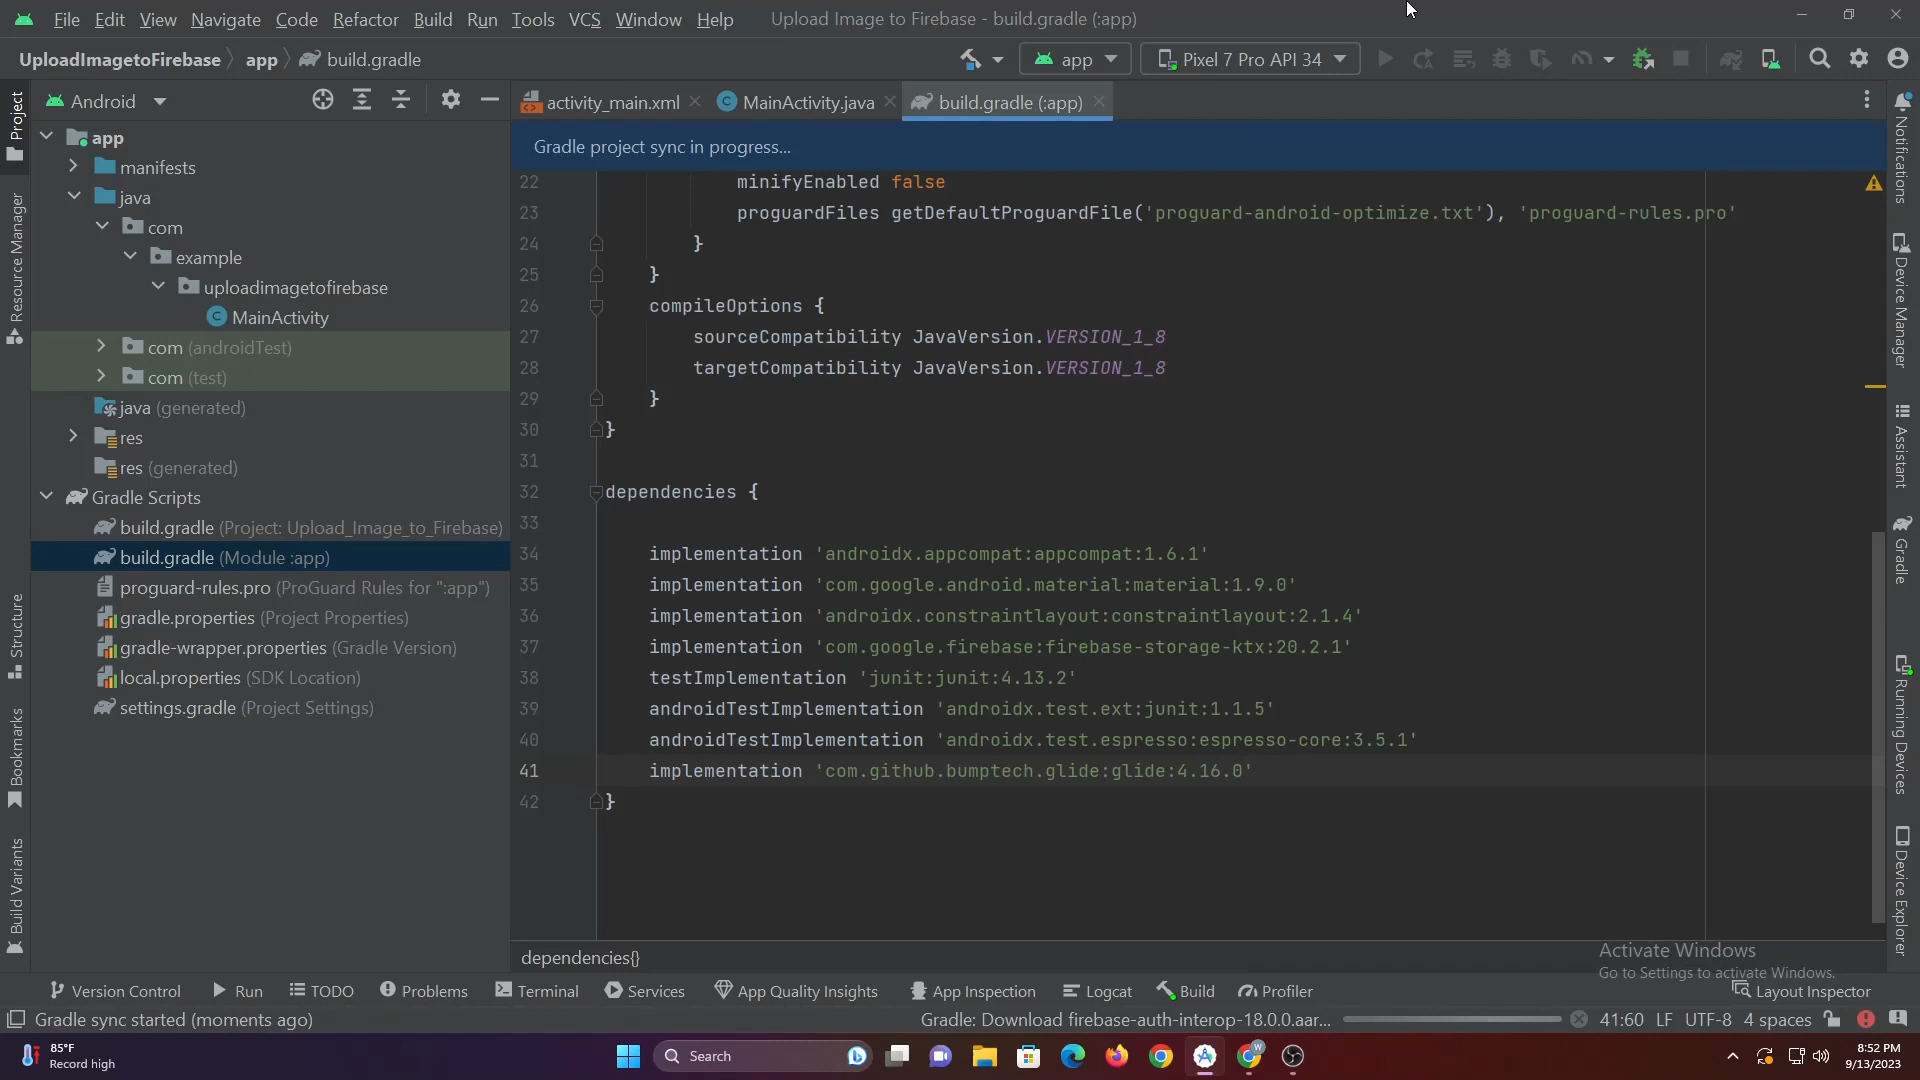 File Edit View Navigate Code Refactor Build Run Tools VCS Window Help Upload Image to Firebase - build.gradle (:app)
UploadImagetoFirebase app build.gradle app Pixel 7 Pro API 34
Android
activity_main.xml MainActivity.java build.gradle (:app)
Gradle project sync in progress...
Project
Resource Manager
Structure
Bookmarks
Build Variants
app
manifests
java
com
example
uploadimagetofirebase
MainActivity
com (androidTest)
com (test)
java (generated)
res
res (generated)
Gradle Scripts
build.gradle (Project: Upload_Image_to_Firebase)
build.gradle (Module :app)
proguard-rules.pro (ProGuard Rules for ":app")
gradle.properties (Project Properties)
gradle-wrapper.properties (Gradle Version)
local.properties (SDK Location)
settings.gradle (Project Settings)
22 minifyEnabled false
23 proguardFiles getDefaultProguardFile('proguard-android-optimize.txt'), 'proguard-rules.pro'
24 }
25 }
26 compileOptions {
27 sourceCompatibility JavaVersion.VERSION_1_8
28 targetCompatibility JavaVersion.VERSION_1_8
29 }
30 }
31
32 dependencies {
33
34 implementation 'androidx.appcompat:appcompat:1.6.1'
35 implementation 'com.google.android.material:material:1.9.0'
36 implementation 'androidx.constraintlayout:constraintlayout:2.1.4'
37 implementation 'com.google.firebase:firebase-storage-ktx:20.2.1'
38 testImplementation 'junit:junit:4.13.2'
39 androidTestImplementation 'androidx.test.ext:junit:1.1.5'
40 androidTestImplementation 'androidx.test.espresso:espresso-core:3.5.1'
41 implementation 'com.github.bumptech.glide:glide:4.16.0'
42 }
dependencies{}
Notifications
Device Manager
Assistant
Gradle
Running Devices
Device Explorer
Activate Windows
Go to Settings to activate Windows.
Version Control Run TODO Problems Terminal Services App Quality Insights App Inspection Logcat Build Profiler Layout Inspector
Gradle sync started (moments ago) Gradle: Download firebase-auth-interop-18.0.0.aar... 41:60 LF UTF-8 4 spaces
85°F
Record high
Search
8:52 PM
9/13/2023